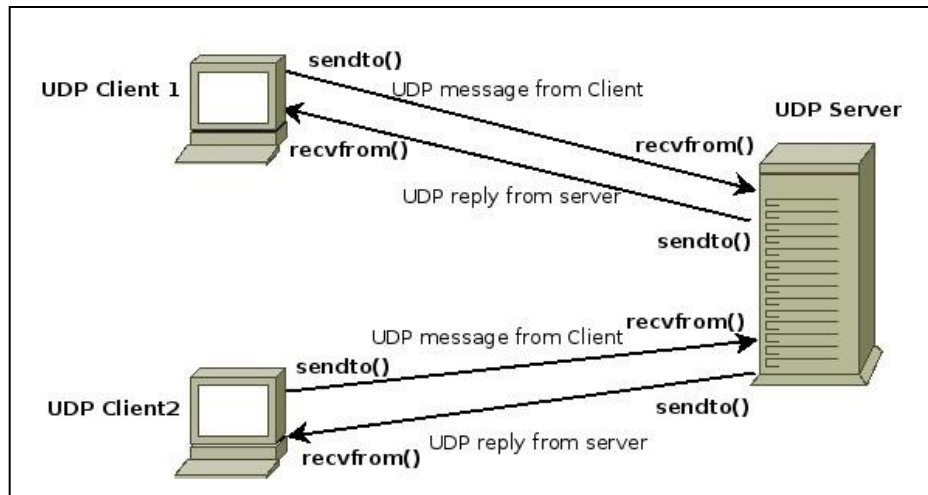 sendto()
UDP Client 1
UDP message from Client
UDP Server
recvfrom()
recvfrom()
UDP reply from server
sendto()
recvfrom()
UDP message from Client
sendto()
UDP Client2
sendto()
UDP reply from server
recvfrom()